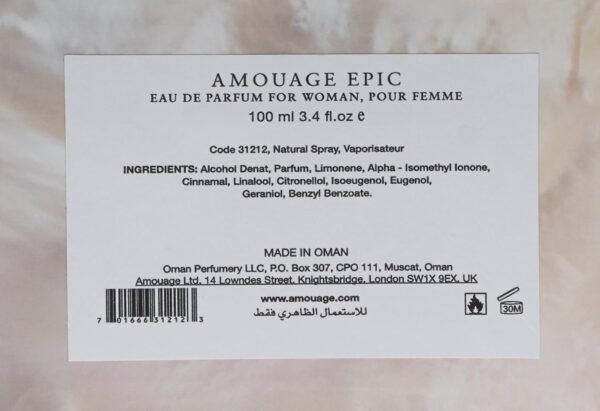 AMOUAGE EPIC
EAU DE PARFUM FOR WOMAN, POUR FEMME
100 ml 3.4 fl.oz e
Code 31212, Natural Spray, Vaporisateur
INGREDIENTS: Alcohol Denat, Parfum, Limonene, Alpha - Isomethyl Ionone,
Cinnamal, Linalool, Citronellol, Isoeugenol, Eugenol,
Geraniol, Benzyl Benzoate.
MADE IN OMAN
Oman Perfumery LLC, P.O. Box 307, CPO 111, Muscat, Oman
Amouage Ltd. 14 Lowndes Street, Knightsbridge, London SW1X 9EX, UK
www.amouage.com
للاستعمال الظاهري فقط
7 01666 31212 3
30M